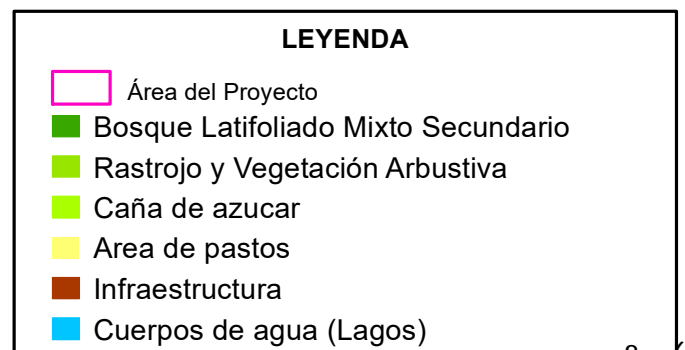 LEYENDA
Área del Proyecto
Bosque Latifoliado Mixto Secundario
Rastrojo y Vegetación Arbustiva
Caña de azucar
Area de pastos
Infraestructura
Cuerpos de agua (Lagos)